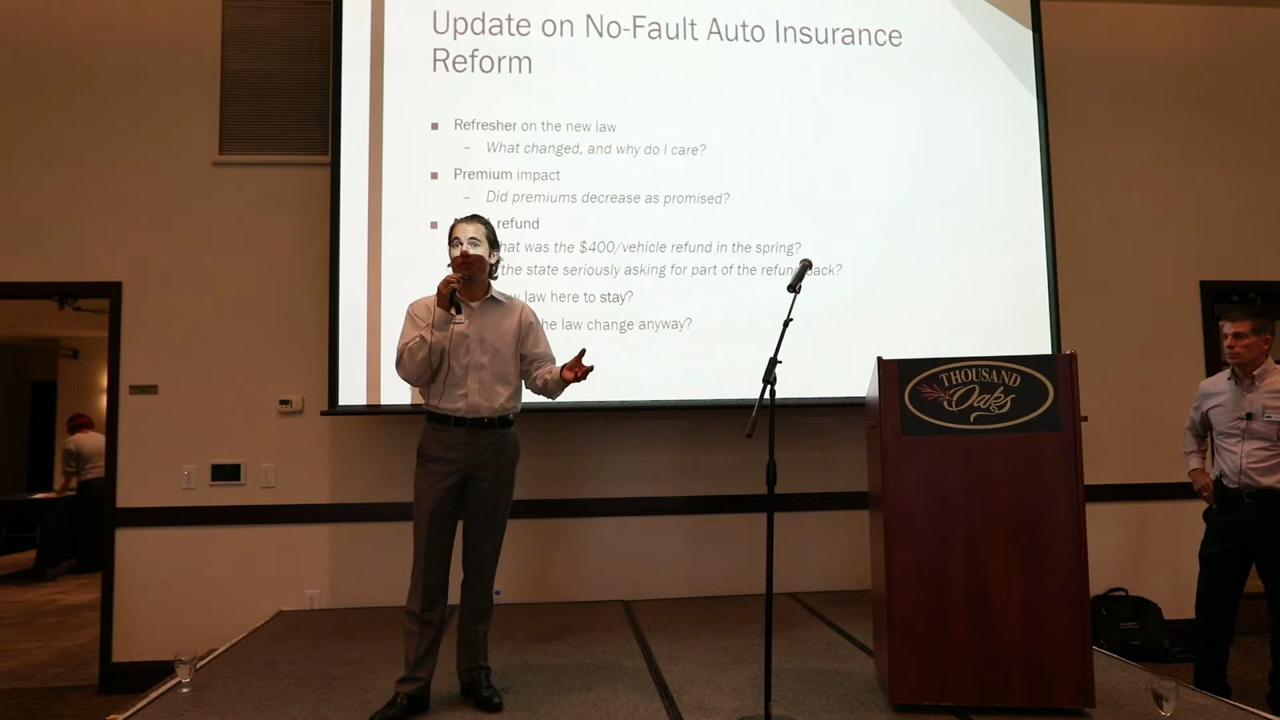 Update on No-Fault Auto Insurance
Reform
Refresher on the new law
– What changed, and why do I care?
Premium impact
– Did premiums decrease as promised?
refund
hat was the $400/vehicle refund in the spring?
the state seriously asking for part of the refund back?
w law here to stay?
he law change anyway?
THOUSAND
Oaks